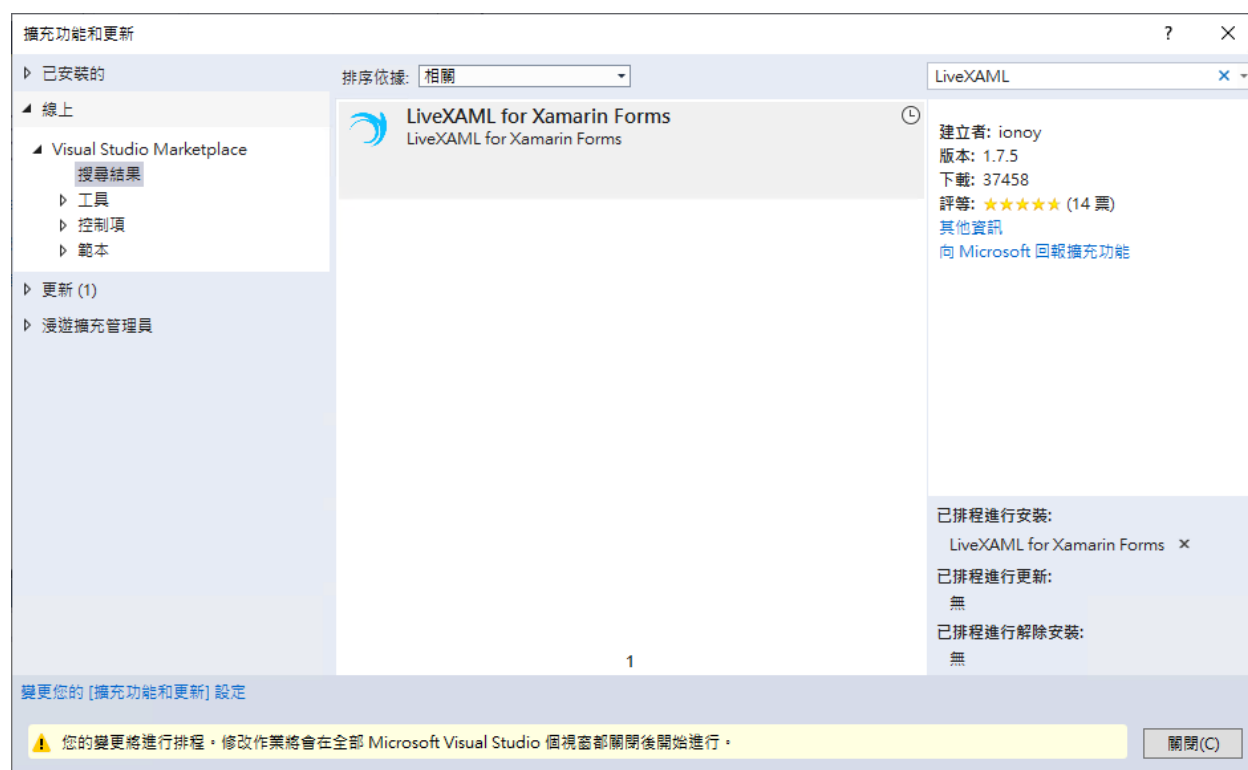 擴充功能和更新
?
已安裝的
線上
Visual Studio Marketplace
搜尋結果
工具
控制項
範本
更新 (1)
漫遊擴充管理員
排序依據: 相關
LiveXAML for Xamarin Forms
LiveXAML for Xamarin Forms
1
LiveXAML
建立者: ionoy
版本: 1.7.5
下載: 37458
評等: ★★★★★ (14 票)
其他資訊
向 Microsoft 回報擴充功能
已排程進行安裝:
LiveXAML for Xamarin Forms
已排程進行更新:
無
已排程進行解除安裝:
無
變更您的 [擴充功能和更新] 設定
您的變更將進行排程。修改作業將會在全部 Microsoft Visual Studio 個視窗都關閉後開始進行。
關閉(C)